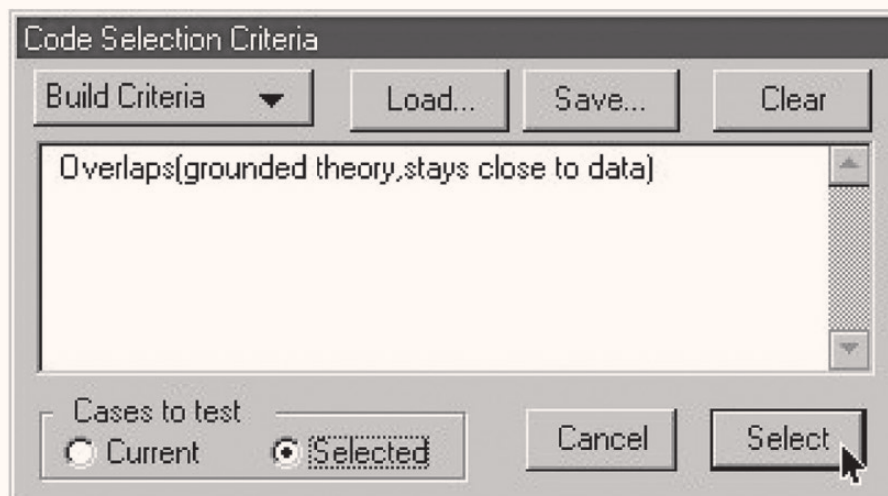 Code Selection Criteria
Build Criteria Load... Save... Clear
Overlaps(grounded theory,stays close to data)
Cases to test
Current Selected Cancel Select